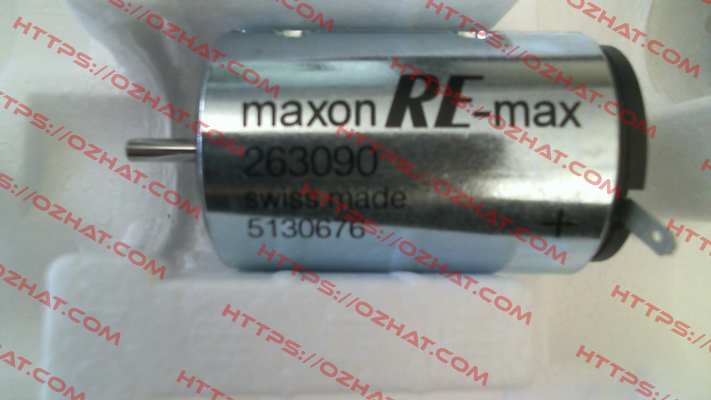 maxon RE-max
263090
swiss made
5130676
+
HTTPS://OZHAT.COM